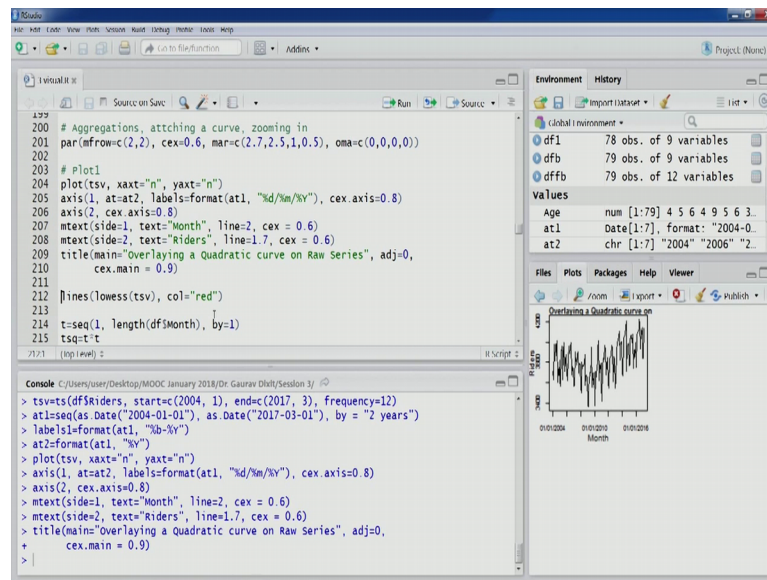 RStudio
File Edit Code View Plots Session Build Debug Profile Tools Help
Go to file/function Addins Project: (None)
Source on Save Run Source
199
200 # Aggregations, attching a curve, zooming in
201 par(mfrow=c(2,2), cex=0.6, mar=c(2.7,2.5,1,0.5), oma=c(0,0,0,0))
202
203 # Plot1
204 plot(tsv, xaxt="n", yaxt="n")
205 axis(1, at=at2, labels=format(at1, "%d/%m/%Y"), cex.axis=0.8)
206 axis(2, cex.axis=0.8)
207 mtext(side=1, text="Month", line=2, cex = 0.6)
208 mtext(side=2, text="Riders", line=1.7, cex = 0.6)
209 title(main="Overlaying a Quadratic curve on Raw Series", adj=0,
210 cex.main = 0.9)
211
212 lines(lowess(tsv), col="red")
213
214 t=seq(1, length(df$Month), by=1)
215 tsq=t*t
212:1 (Top Level) R Script
Console C:/Users/user/Desktop/MOOC January 2018/Dr. Gaurav Dixit/Session 3/
> tsv=ts(df$Riders, start=c(2004, 1), end=c(2017, 3), frequency=12)
> at1=seq(as.Date("2004-01-01"), as.Date("2017-03-01"), by = "2 years")
> labels1=format(at1, "%b-%Y")
> at2=format(at1, "%Y")
> plot(tsv, xaxt="n", yaxt="n")
> axis(1, at=at2, labels=format(at1, "%d/%m/%Y"), cex.axis=0.8)
> axis(2, cex.axis=0.8)
> mtext(side=1, text="Month", line=2, cex = 0.6)
> mtext(side=2, text="Riders", line=1.7, cex = 0.6)
> title(main="Overlaying a Quadratic curve on Raw Series", adj=0,
+ cex.main = 0.9)
>
Environment History
Import Dataset List
Global Environment
df1 78 obs. of 9 variables
dfb 79 obs. of 9 variables
dffb 79 obs. of 12 variables
Values
Age num [1:79] 4 5 6 4 9 5 6 3…
at1 Date[1:7], format: "2004-0…
at2 chr [1:7] "2004" "2006" "2…
Files Plots Packages Help Viewer
Zoom Export Publish
Overlaying a Quadratic curve on
Riders
4200
3800
3400
01/01/2004 01/01/2010 01/01/2016
Month